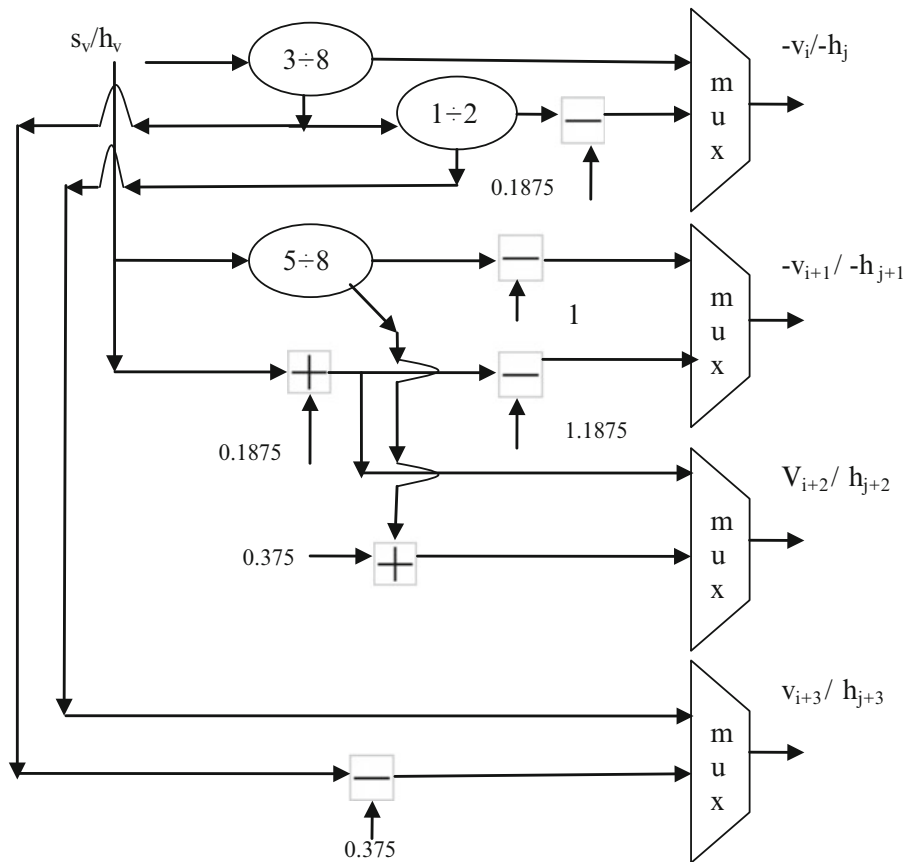 s_v/h_v
3÷8
m
u
x
-v_i/-h_j
1÷2
0.1875
5÷8
1
m
u
x
-v_{i+1}/ -h_{j+1}
0.1875
1.1875
0.375
m
u
x
V_{i+2}/ h_{j+2}
m
u
x
v_{i+3}/ h_{j+3}
0.375